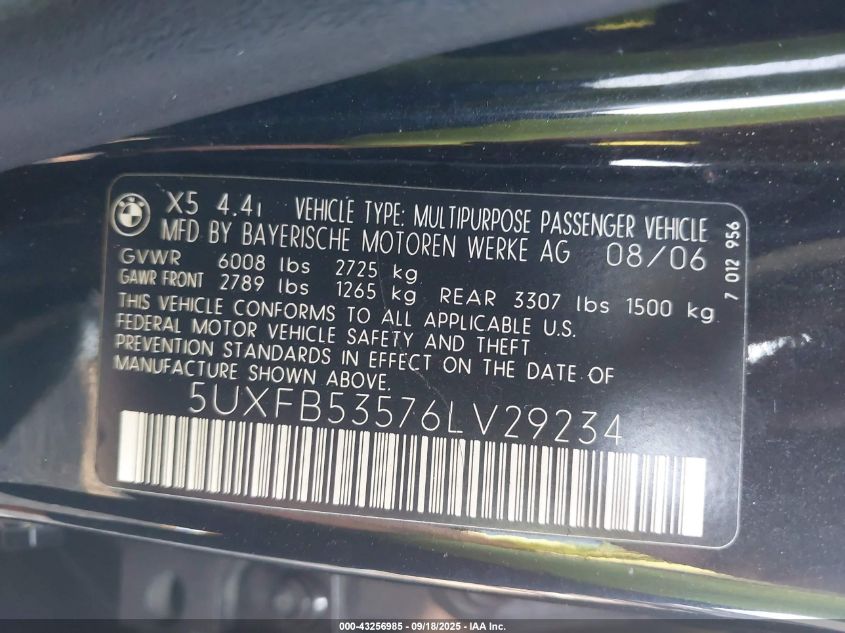 BMW
X5 4.4i VEHICLE TYPE: MULTIPURPOSE PASSENGER VEHICLE
MFD BY BAYERISCHE MOTOREN WERKE AG 08/06
GVWR 6008 lbs 2725 kg
GAWR FRONT 2789 lbs 1265 kg REAR 3307 lbs 1500 kg
THIS VEHICLE CONFORMS TO ALL APPLICABLE U.S.
FEDERAL MOTOR VEHICLE SAFETY AND THEFT
PREVENTION STANDARDS IN EFFECT ON THE DATE OF
MANUFACTURE SHOWN ABOVE.
5UXFB53576LV29234
7 012 956
000-43256985 - 09/18/2025 - IAA Inc.